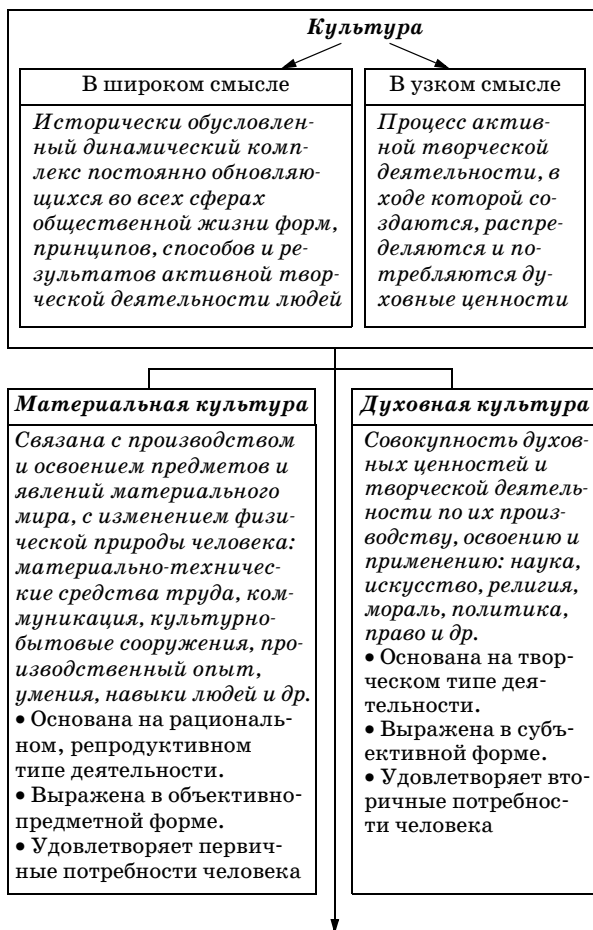 Культура
В широком смысле
Исторически обусловлен-
ный динамический комп-
лекс постоянно обновляю-
щихся во всех сферах
общественной жизни форм,
принципов, способов и ре-
зультатов активной твор-
ческой деятельности людей
В узком смысле
Процесс актив-
ной творческой
деятельности, в
ходе которой со-
здаются, распре-
деляются и по-
требляются ду-
ховные ценности
Материальная культура
Связана с производством
и освоением предметов и
явлений материального
мира, с изменением физи-
ческой природы человека:
материально-техничес-
кие средства труда, ком-
муникация, культурно-
бытовые сооружения, про-
изводственный опыт,
умения, навыки людей и др.
• Основана на рациональ-
ном, репродуктивном
типе деятельности.
• Выражена в объективно-
предметной форме.
• Удовлетворяет первич-
ные потребности человека
Духовная культура
Совокупность духов-
ных ценностей и
творческой деятель-
ности по их произ-
водству, освоению и
применению: наука,
искусство, религия,
мораль, политика,
право и др.
• Основана на твор-
ческом типе дея-
тельности.
• Выражена в субъ-
ективной форме.
• Удовлетворяет вто-
ричные потребнос-
ти человека